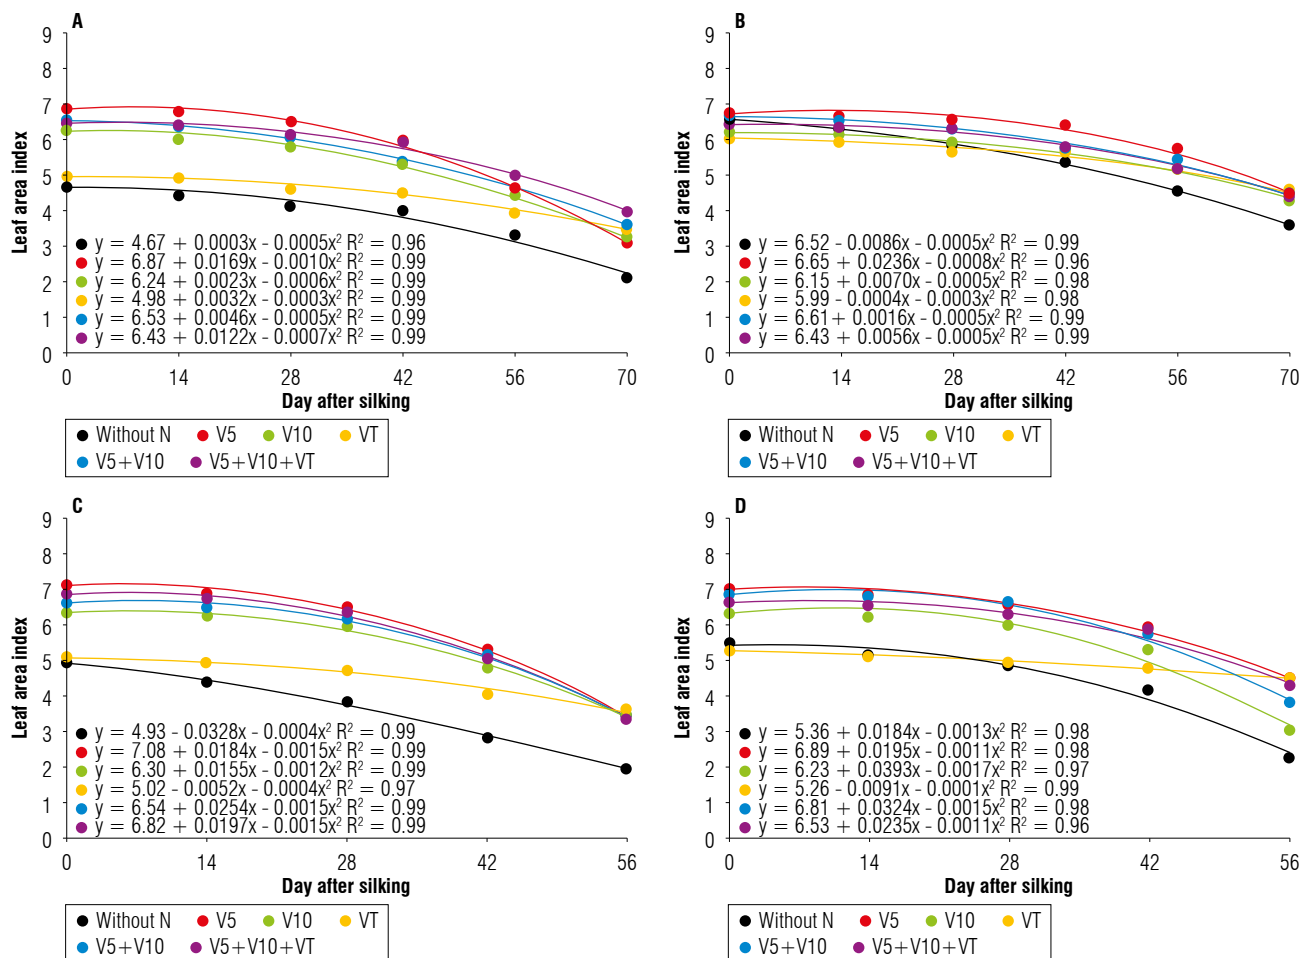 A
Leaf area index
9
8
7
6
5
4
3
2
1
0
y = 4.67 + 0.0003x - 0.0005x² R² = 0.96
y = 6.87 + 0.0169x - 0.0010x² R² = 0.99
y = 6.24 + 0.0023x - 0.0006x² R² = 0.99
y = 4.98 + 0.0032x - 0.0003x² R² = 0.99
y = 6.53 + 0.0046x - 0.0005x² R² = 0.99
y = 6.43 + 0.0122x - 0.0007x² R² = 0.99
0 14 28 42 56 70
Day after silking
Without N V5 V10 VT
V5+V10 V5+V10+VT
B
Leaf area index
9
8
7
6
5
4
3
2
1
0
y = 6.52 - 0.0086x - 0.0005x² R² = 0.99
y = 6.65 + 0.0236x - 0.0008x² R² = 0.96
y = 6.15 + 0.0070x - 0.0005x² R² = 0.98
y = 5.99 - 0.0004x - 0.0003x² R² = 0.98
y = 6.61 + 0.0016x - 0.0005x² R² = 0.99
y = 6.43 + 0.0056x - 0.0005x² R² = 0.99
0 14 28 42 56 70
Day after silking
Without N V5 V10 VT
V5+V10 V5+V10+VT
C
Leaf area index
9
8
7
6
5
4
3
2
1
0
y = 4.93 - 0.0328x - 0.0004x² R² = 0.99
y = 7.08 + 0.0184x - 0.0015x² R² = 0.99
y = 6.30 + 0.0155x - 0.0012x² R² = 0.99
y = 5.02 - 0.0052x - 0.0004x² R² = 0.97
y = 6.54 + 0.0254x - 0.0015x² R² = 0.99
y = 6.82 + 0.0197x - 0.0015x² R² = 0.99
0 14 28 42 56
Day after silking
Without N V5 V10 VT
V5+V10 V5+V10+VT
D
Leaf area index
9
8
7
6
5
4
3
2
1
0
y = 5.36 + 0.0184x - 0.0013x² R² = 0.98
y = 6.89 + 0.0195x - 0.0011x² R² = 0.98
y = 6.23 + 0.0393x - 0.0017x² R² = 0.97
y = 5.26 - 0.0091x - 0.0001x² R² = 0.99
y = 6.81 + 0.0324x - 0.0015x² R² = 0.98
y = 6.53 + 0.0235x - 0.0011x² R² = 0.96
0 14 28 42 56
Day after silking
Without N V5 V10 VT
V5+V10 V5+V10+VT